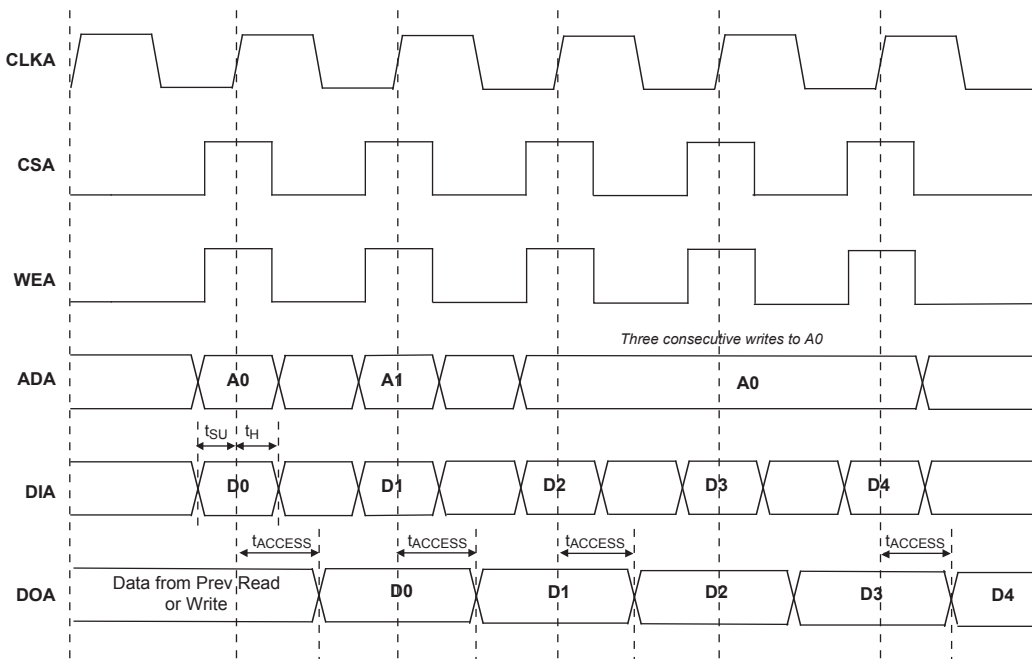 CLKA
CSA
WEA
Three consecutive writes to A0
ADA A0 A1 A0
tSU tH
DIA D0 D1 D2 D3 D4
tACCESS tACCESS tACCESS tACCESS
DOA Data from Prev Read or Write D0 D1 D2 D3 D4